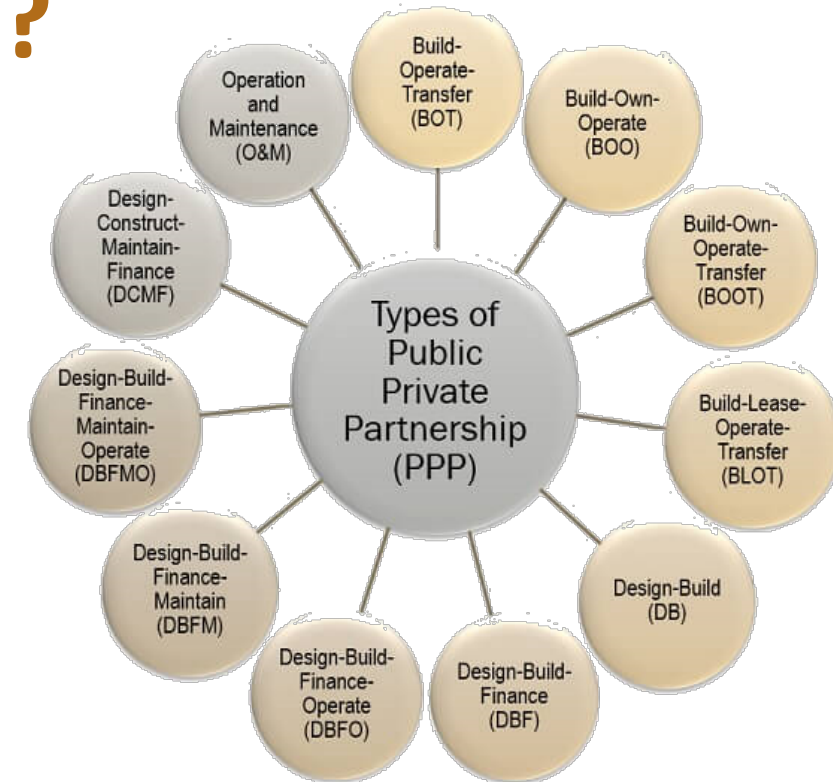 ?
Types of
Public
Private
Partnership
(PPP)
Build-
Operate-
Transfer
(BOT)
Build-Own-
Operate
(BOO)
Build-Own-
Operate-
Transfer
(BOOT)
Build-Lease-
Operate-
Transfer
(BLOT)
Design-Build
(DB)
Design-Build-
Finance
(DBF)
Design-Build-
Finance-
Operate
(DBFO)
Design-Build-
Finance-
Maintain
(DBFM)
Design-Build-
Finance-
Maintain-
Operate
(DBFMO)
Design-
Construct-
Maintain-
Finance
(DCMF)
Operation
and
Maintenance
(O&M)